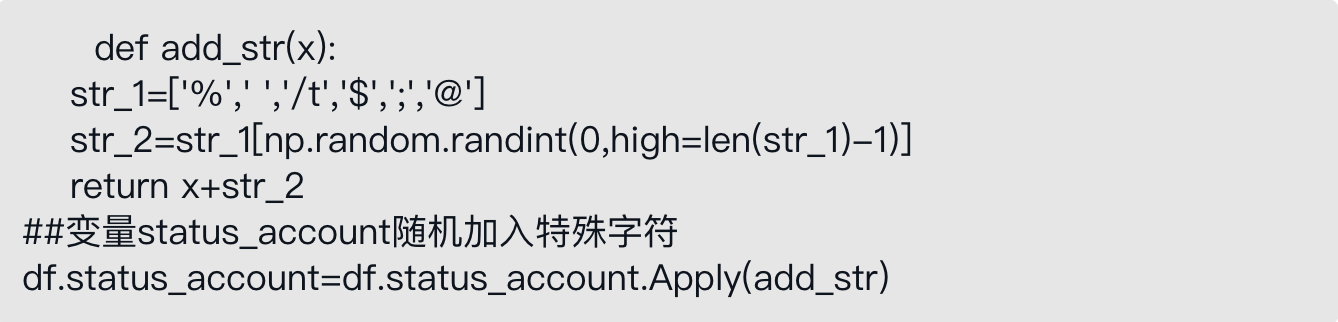 def add_str(x):
str_1=['%',' ','/t','$',';','@']
str_2=str_1[np.random.randint(0,high=len(str_1)–1)]
return x+str_2
##变量status_account随机加入特殊字符
df.status_account=df.status_account.Apply(add_str)